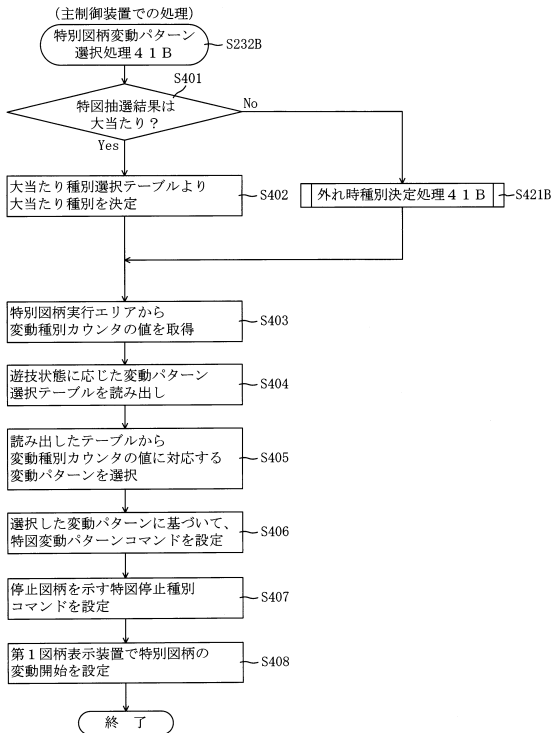 (主制御装置での処理)
特別図柄変動パターン
選択処理41B
S232B
S401
特図抽選結果は
大当たり?
No
Yes
大当たり種別選択テーブルより
大当たり種別を決定
S402
外れ時種別決定処理41B
S421B
特別図柄実行エリアから
変動種別カウンタの値を取得
S403
遊技状態に応じた変動パターン
選択テーブルを読み出し
S404
読み出したテーブルから
変動種別カウンタの値に対応する
変動パターンを選択
S405
選択した変動パターンに基づいて、
特図変動パターンコマンドを設定
S406
停止図柄を示す特図停止種別
コマンドを設定
S407
第1図柄表示装置で特別図柄の
変動開始を設定
S408
終 了